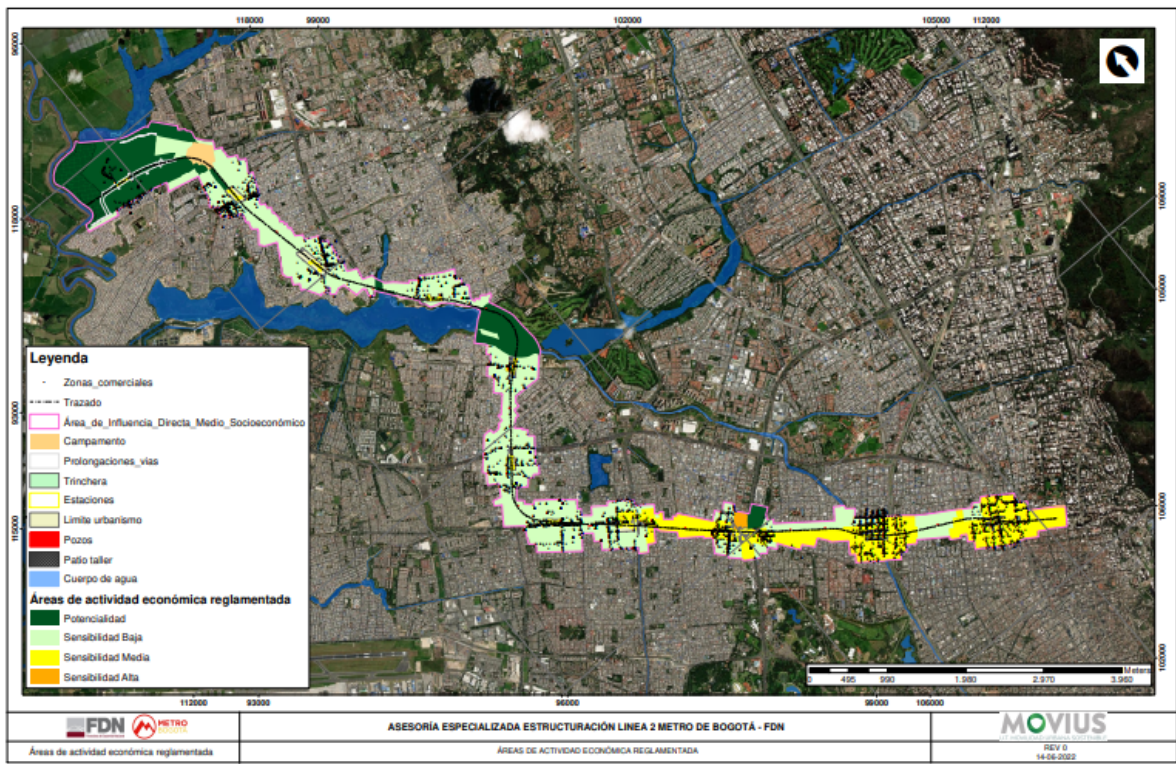 118000 99000 102000 105000 112000
96000
118000
93000
115000
109000
105000
106000
102000
Leyenda
Zonas_comerciales
Trazado
Área_de_Influencia_Directa_Medio_Socioeconómico
Campamento
Prolongaciones_vias
Trinchera
Estaciones
Limite urbanismo
Pozos
Patio taller
Cuerpo de agua
Áreas de actividad económica reglamentada
Potencialidad
Sensibilidad Baja
Sensibilidad Media
Sensibilidad Alta
Meters
0 495 990 1.980 2.970 3.960
112000 93000 96000 99000 106000
FDN
METRO
BOGOTÁ
ASESORÍA ESPECIALIZADA ESTRUCTURACIÓN LINEA 2 METRO DE BOGOTÁ - FDN
MOVIUS
Áreas de actividad económica reglamentada
ÁREAS DE ACTIVIDAD ECONÓMICA REGLAMENTADA
REV 0
14-06-2022